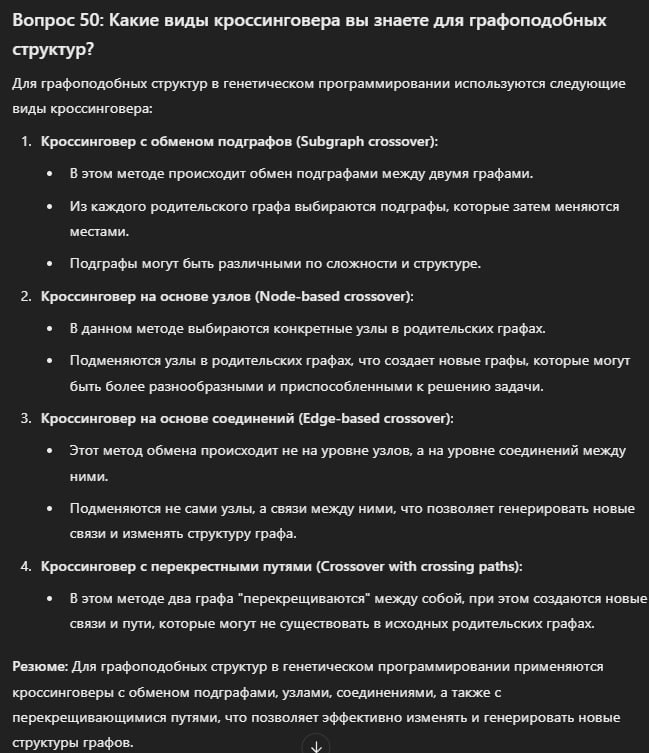 Вопрос 50: Какие виды кроссинговера вы знаете для графоподобных
структур?
Для графоподобных структур в генетическом программировании используются следующие
виды кроссинговера:
1. Кроссинговер с обменом подграфов (Subgraph crossover):
• В этом методе происходит обмен подграфами между двумя графами.
• Из каждого родительского графа выбираются подграфы, которые затем меняются
местами.
• Подграфы могут быть различными по сложности и структуре.
2. Кроссинговер на основе узлов (Node-based crossover):
• В данном методе выбираются конкретные узлы в родительских графах.
• Подменяются узлы в родительских графах, что создает новые графы, которые могут
быть более разнообразными и приспособленными к решению задачи.
3. Кроссинговер на основе соединений (Edge-based crossover):
• Этот метод обмена происходит не на уровне узлов, а на уровне соединений между
ними.
• Подменяются не сами узлы, а связи между ними, что позволяет генерировать новые
связи и изменять структуру графа.
4. Кроссинговер с перекрестными путями (Crossover with crossing paths):
• В этом методе два графа "перекрещиваются" между собой, при этом создаются новые
связи и пути, которые могут не существовать в исходных родительских графах.
Резюме: Для графоподобных структур в генетическом программировании применяются
кроссинговеры с обменом подграфами, узлами, соединениями, а также с
перекрещивающимися путями, что позволяет эффективно изменять и генерировать новые
структуры графов.